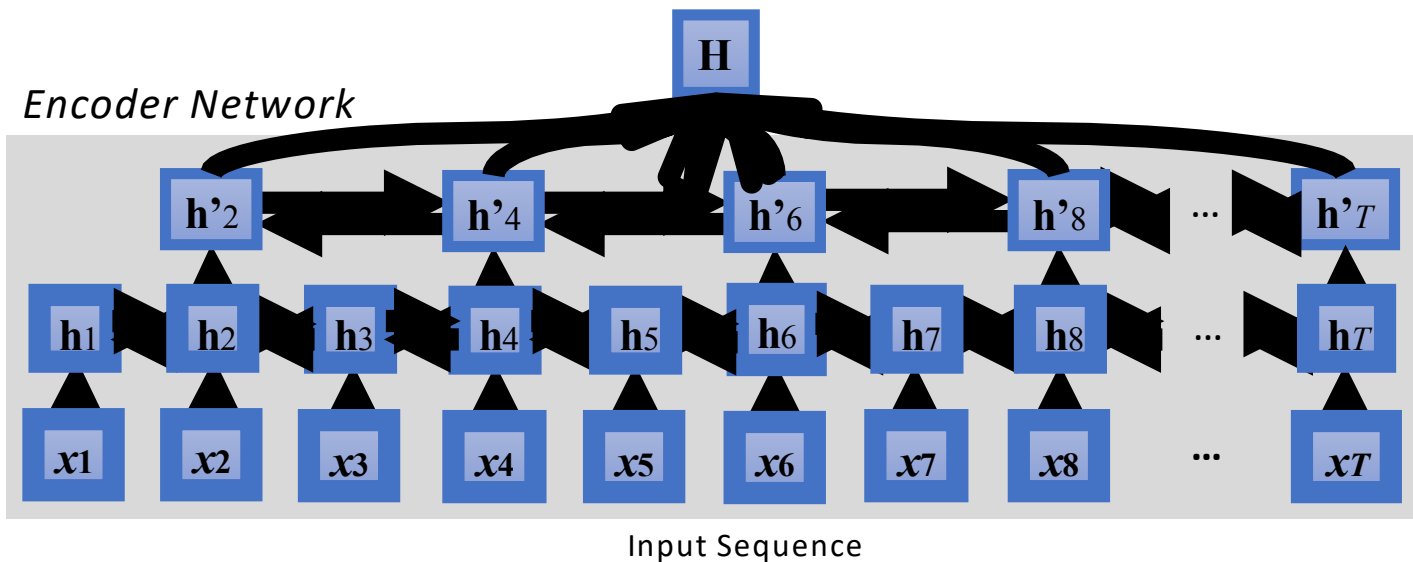 H
Encoder Network
h'2 h'4 h'6 h'8 ... h'T
h1 h2 h3 h4 h5 h6 h7 h8 ... hT
x1 x2 x3 x4 x5 x6 x7 x8 ... xT
Input Sequence